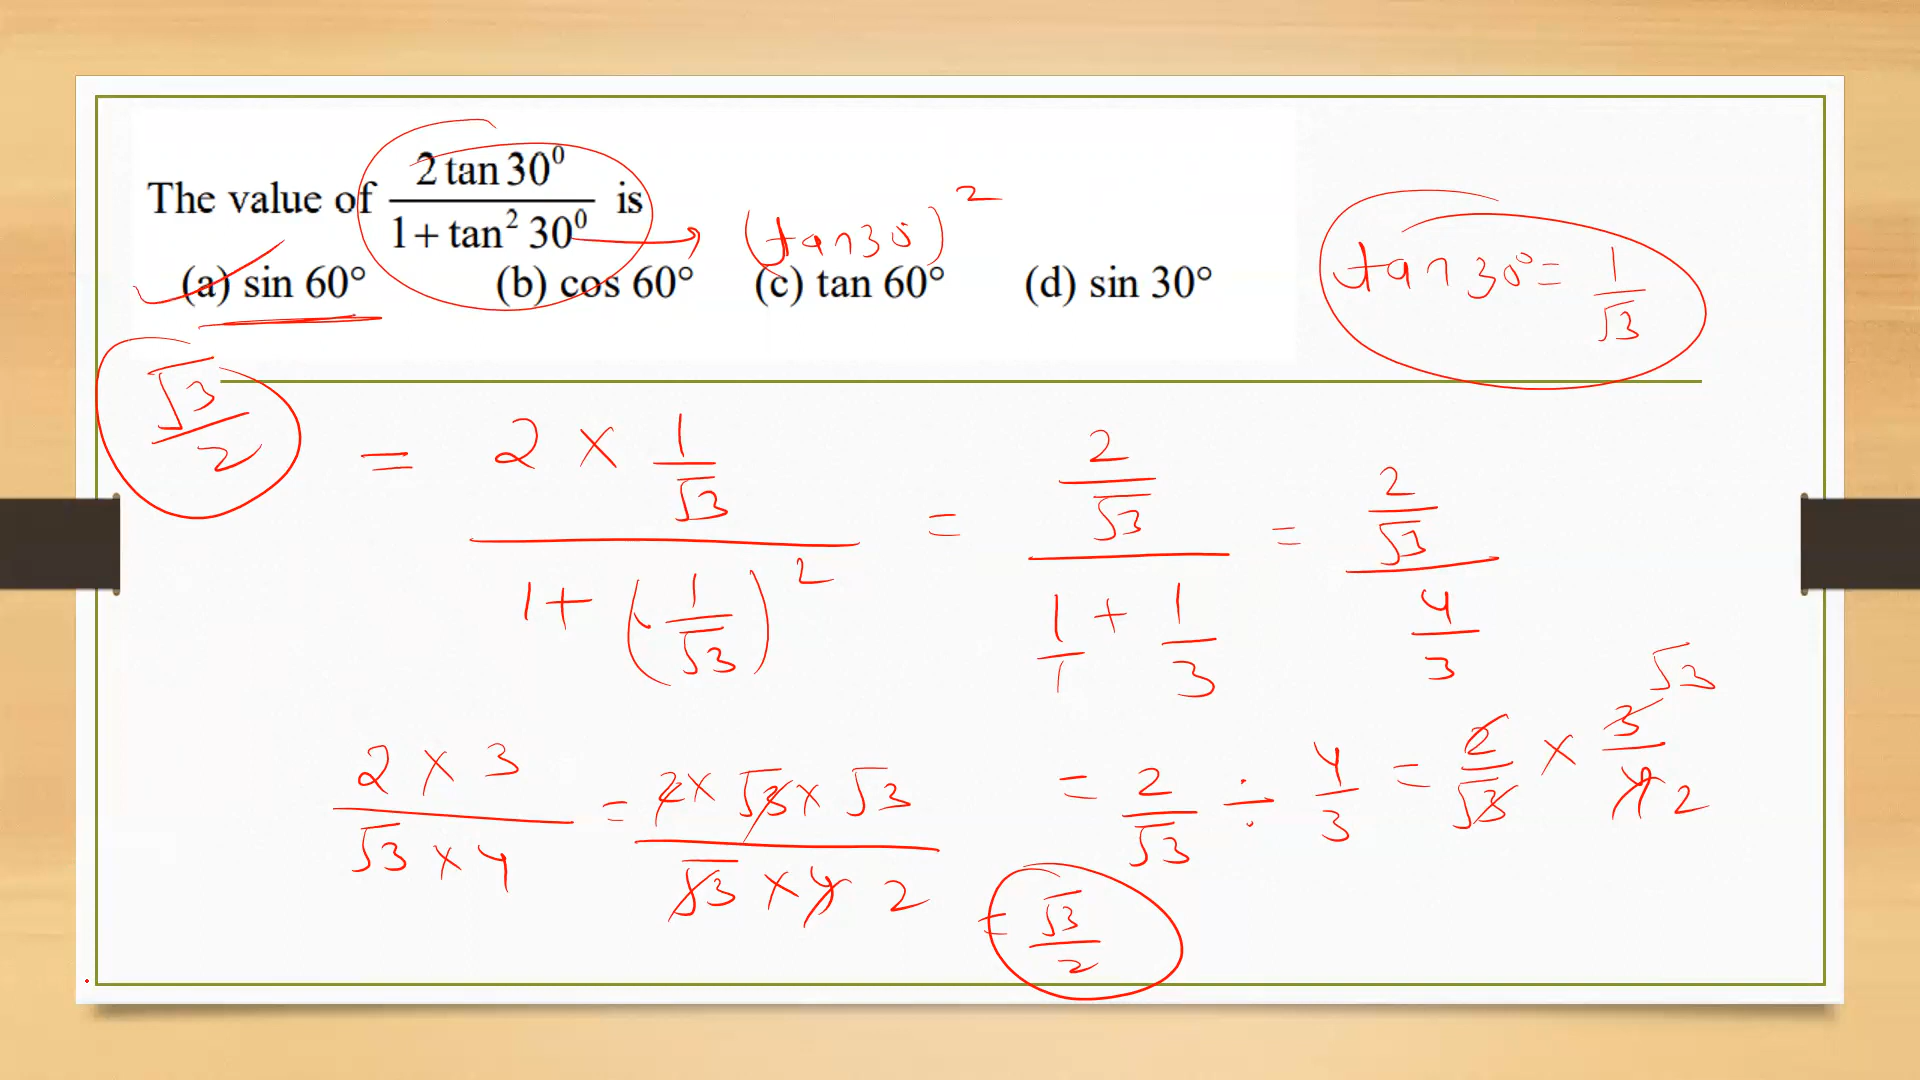 The value of 2 tan 30⁰ / 1 + tan² 30⁰ is
(tan30°)²
(a) sin 60° (b) cos 60° (c) tan 60° (d) sin 30°
tan 30° = 1/√3
√3/2
= 2 × 1/√3 / 1 + (1/√3)² = 2/√3 / 1/1 + 1/3 = 2/√3 / 4/3
= 2/√3 ÷ 4/3 = 2/√3 × 3/4 √3 2
2 × 3 / √3 × 4 = 2 × √3 × √3 / √3 × 4 2
= √3/2